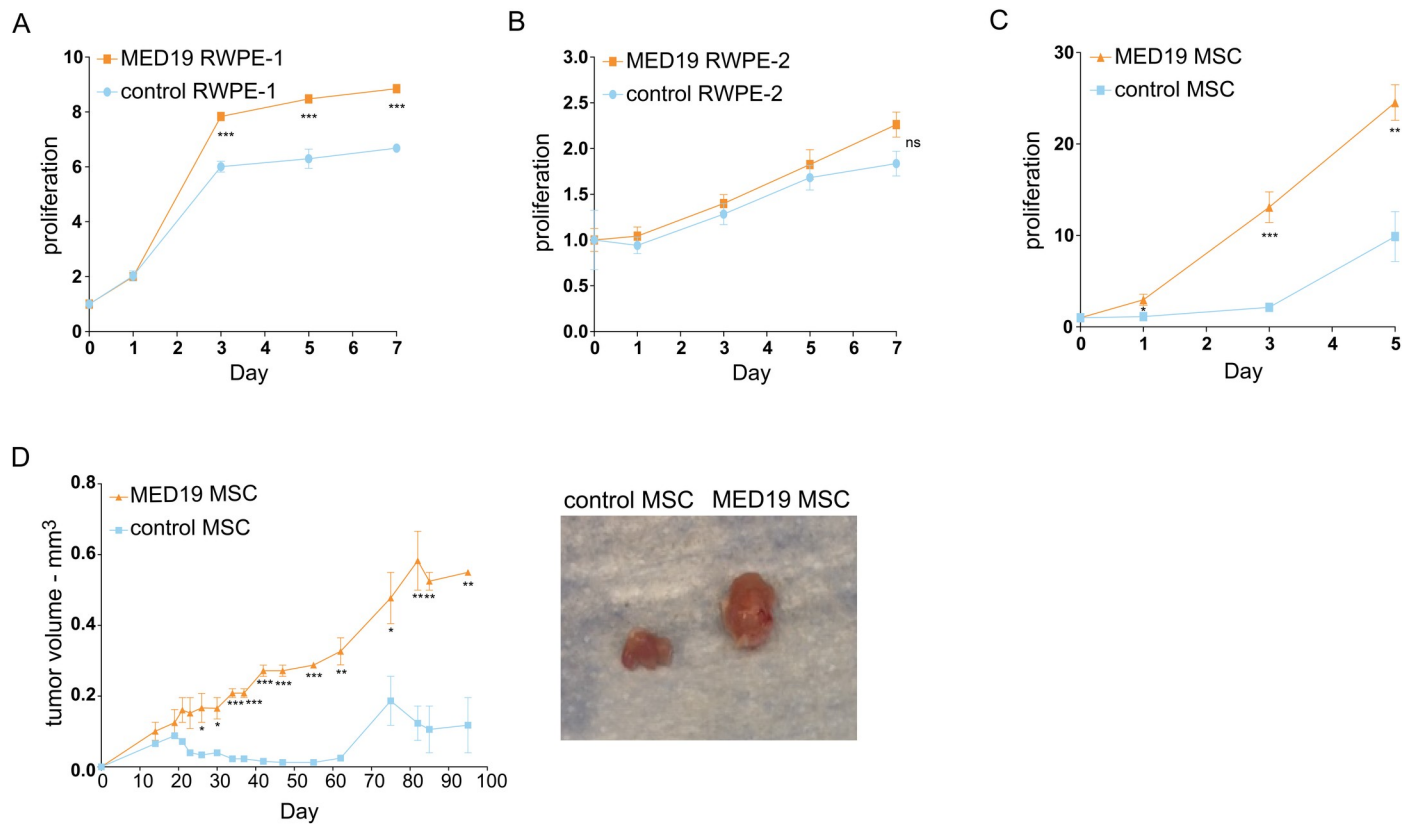 A
MED19 RWPE-1
control RWPE-1
proliferation
10
8
6
4
2
0
***
***
***
0 1 2 3 4 5 6 7
Day
B
MED19 RWPE-2
control RWPE-2
proliferation
3.0
2.5
2.0
1.5
1.0
0.5
0.0
ns
0 1 2 3 4 5 6 7
Day
C
MED19 MSC
control MSC
proliferation
30
20
10
0
*
***
**
0 1 2 3 4 5
Day
D
MED19 MSC
control MSC
tumor volume - mm3
0.8
0.6
0.4
0.2
0.0
*
*
***
***
***
***
***
**
*
**
**
**
0 10 20 30 40 50 60 70 80 90 100
Day
control MSC MED19 MSC